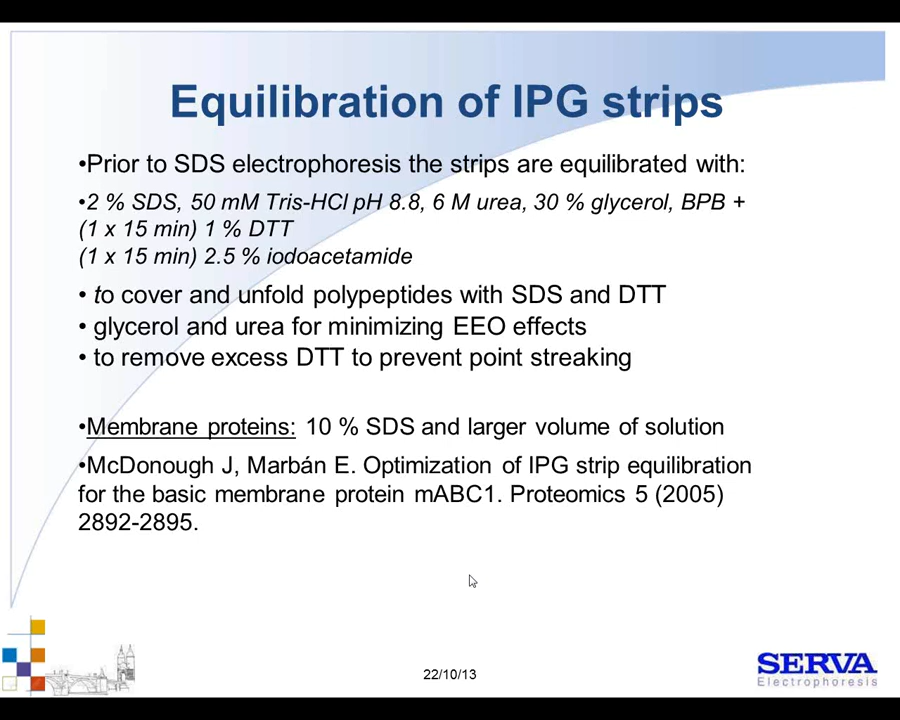 Equilibration of IPG strips
•Prior to SDS electrophoresis the strips are equilibrated with:
•2 % SDS, 50 mM Tris-HCl pH 8.8, 6 M urea, 30 % glycerol, BPB +
(1 x 15 min) 1 % DTT
(1 x 15 min) 2.5 % iodoacetamide
• to cover and unfold polypeptides with SDS and DTT
• glycerol and urea for minimizing EEO effects
• to remove excess DTT to prevent point streaking
•Membrane proteins: 10 % SDS and larger volume of solution
•McDonough J, Marbán E. Optimization of IPG strip equilibration
for the basic membrane protein mABC1. Proteomics 5 (2005)
2892-2895.
22/10/13
SERVA
Electrophoresis